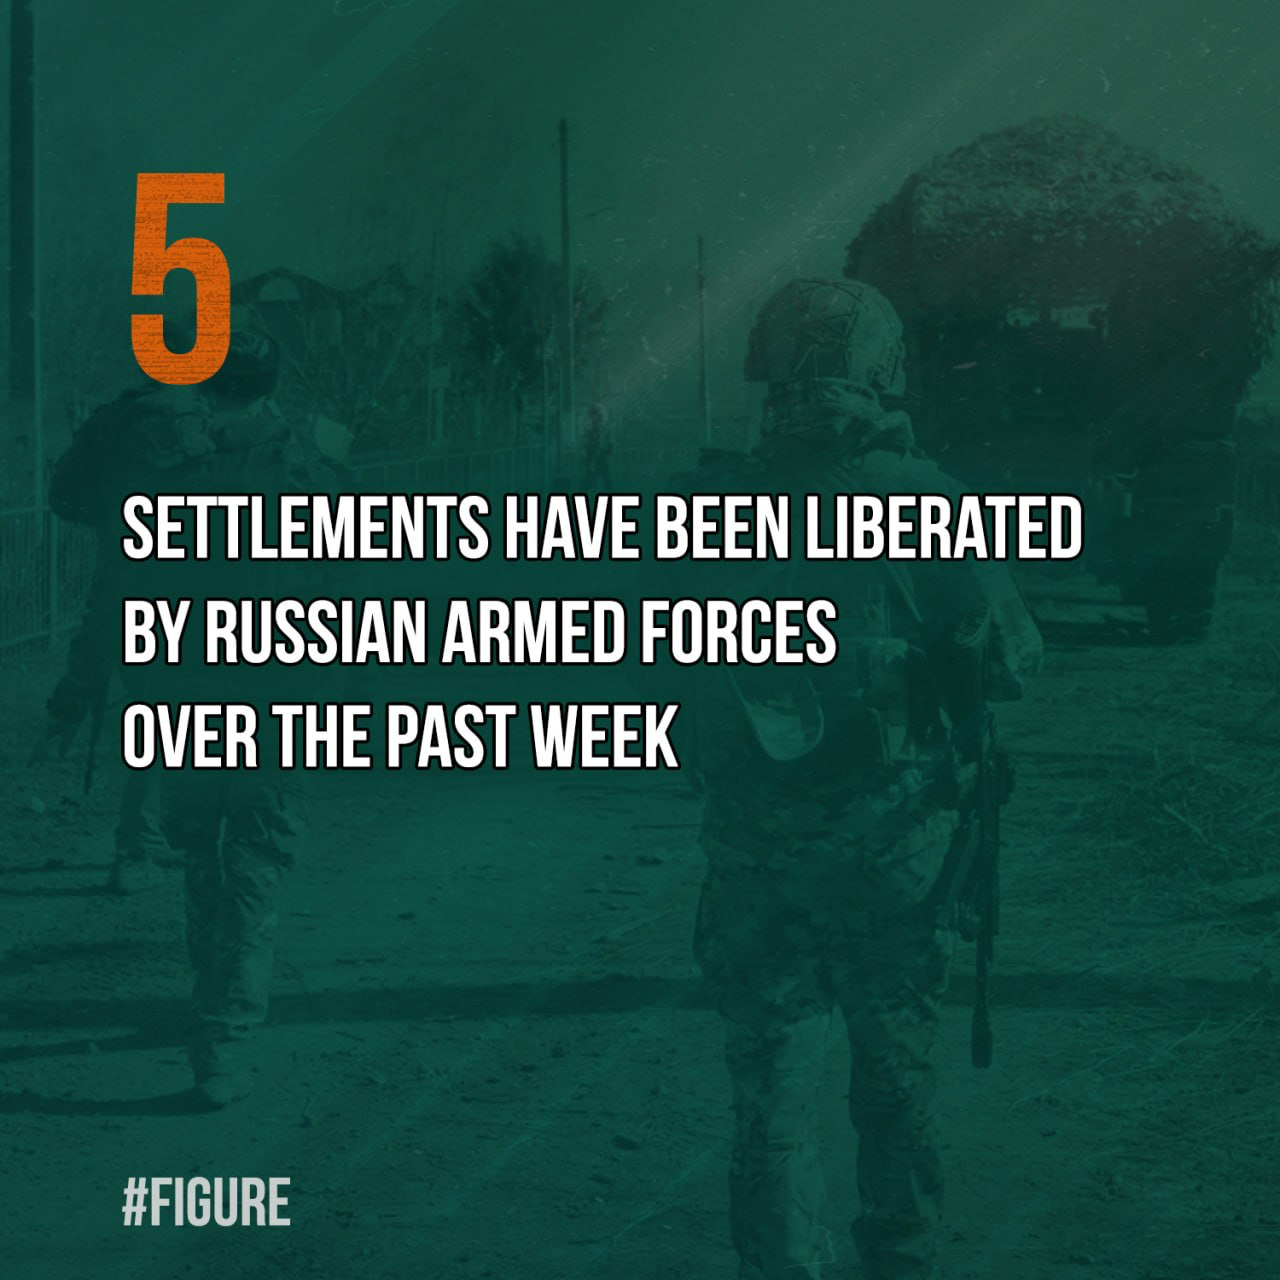 5
SETTLEMENTS HAVE BEEN LIBERATED
BY RUSSIAN ARMED FORCES
OVER THE PAST WEEK
#FIGURE